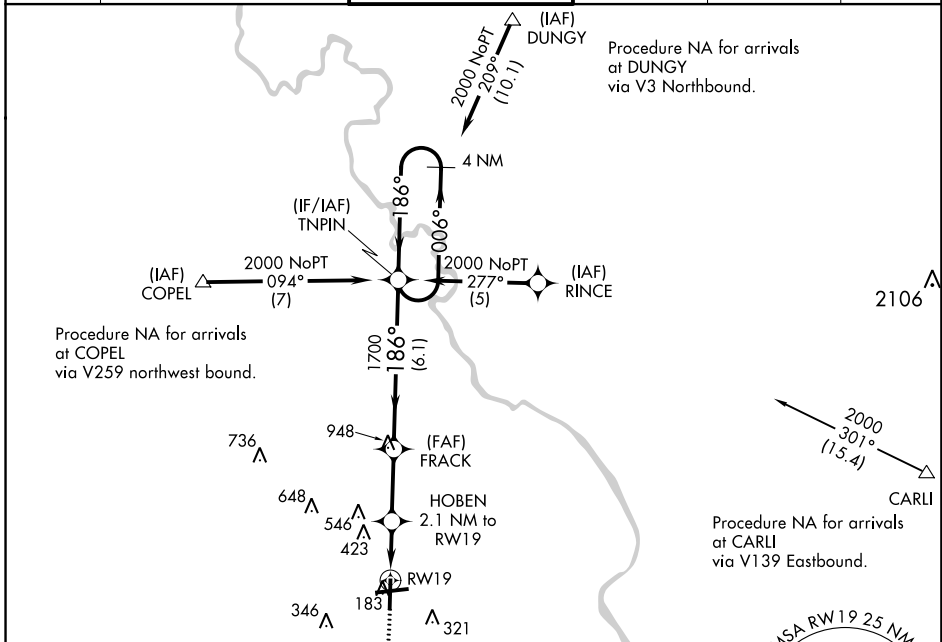 (IAF)
DUNGY
2000 NoPT
209°
(10.1)
Procedure NA for arrivals
at DUNGY
via V3 Northbound.
4 NM
186°
006°
(IF/IAF)
TNPIN
2000 NoPT
094°
(7)
(IAF)
COPEL
2000 NoPT
277°
(5)
(IAF)
RINCE
2106
Procedure NA for arrivals
at COPEL
via V259 northwest bound.
1700
186°
(6.1)
2000
301°
(15.4)
CARLI
948
(FAF)
FRACK
736
648
546
423
HOBEN
2.1 NM to
RW19
Procedure NA for arrivals
at CARLI
via V139 Eastbound.
RW19
183
346
321
MSA RW19 25 NM